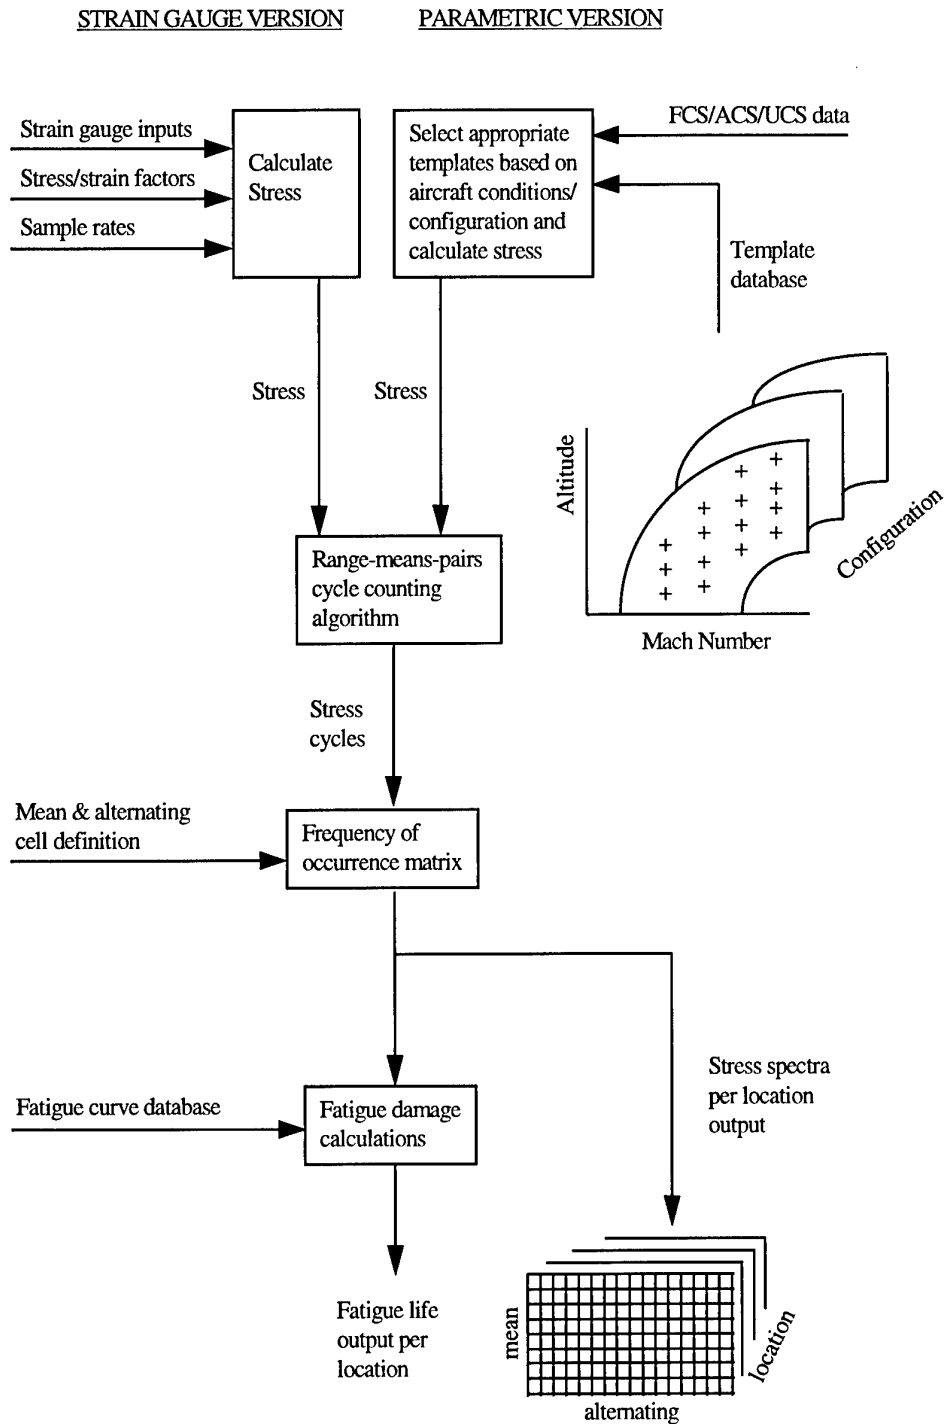 STRAIN GAUGE VERSION
PARAMETRIC VERSION
Strain gauge inputs
Stress/strain factors
Sample rates
Calculate
Stress
Select appropriate
templates based on
aircraft conditions/
configuration and
calculate stress
FCS/ACS/UCS data
Template
database
Stress
Stress
Altitude
Mach Number
Configuration
Range-means-pairs
cycle counting
algorithm
Stress
cycles
Mean & alternating
cell definition
Frequency of
occurrence matrix
Fatigue curve database
Fatigue damage
calculations
Stress spectra
per location
output
Fatigue life
output per
location
mean
alternating
location